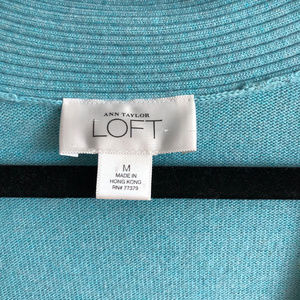 ANN TAYLOR
LOFT
M
MADE IN
HONG KONG
RN# 77379